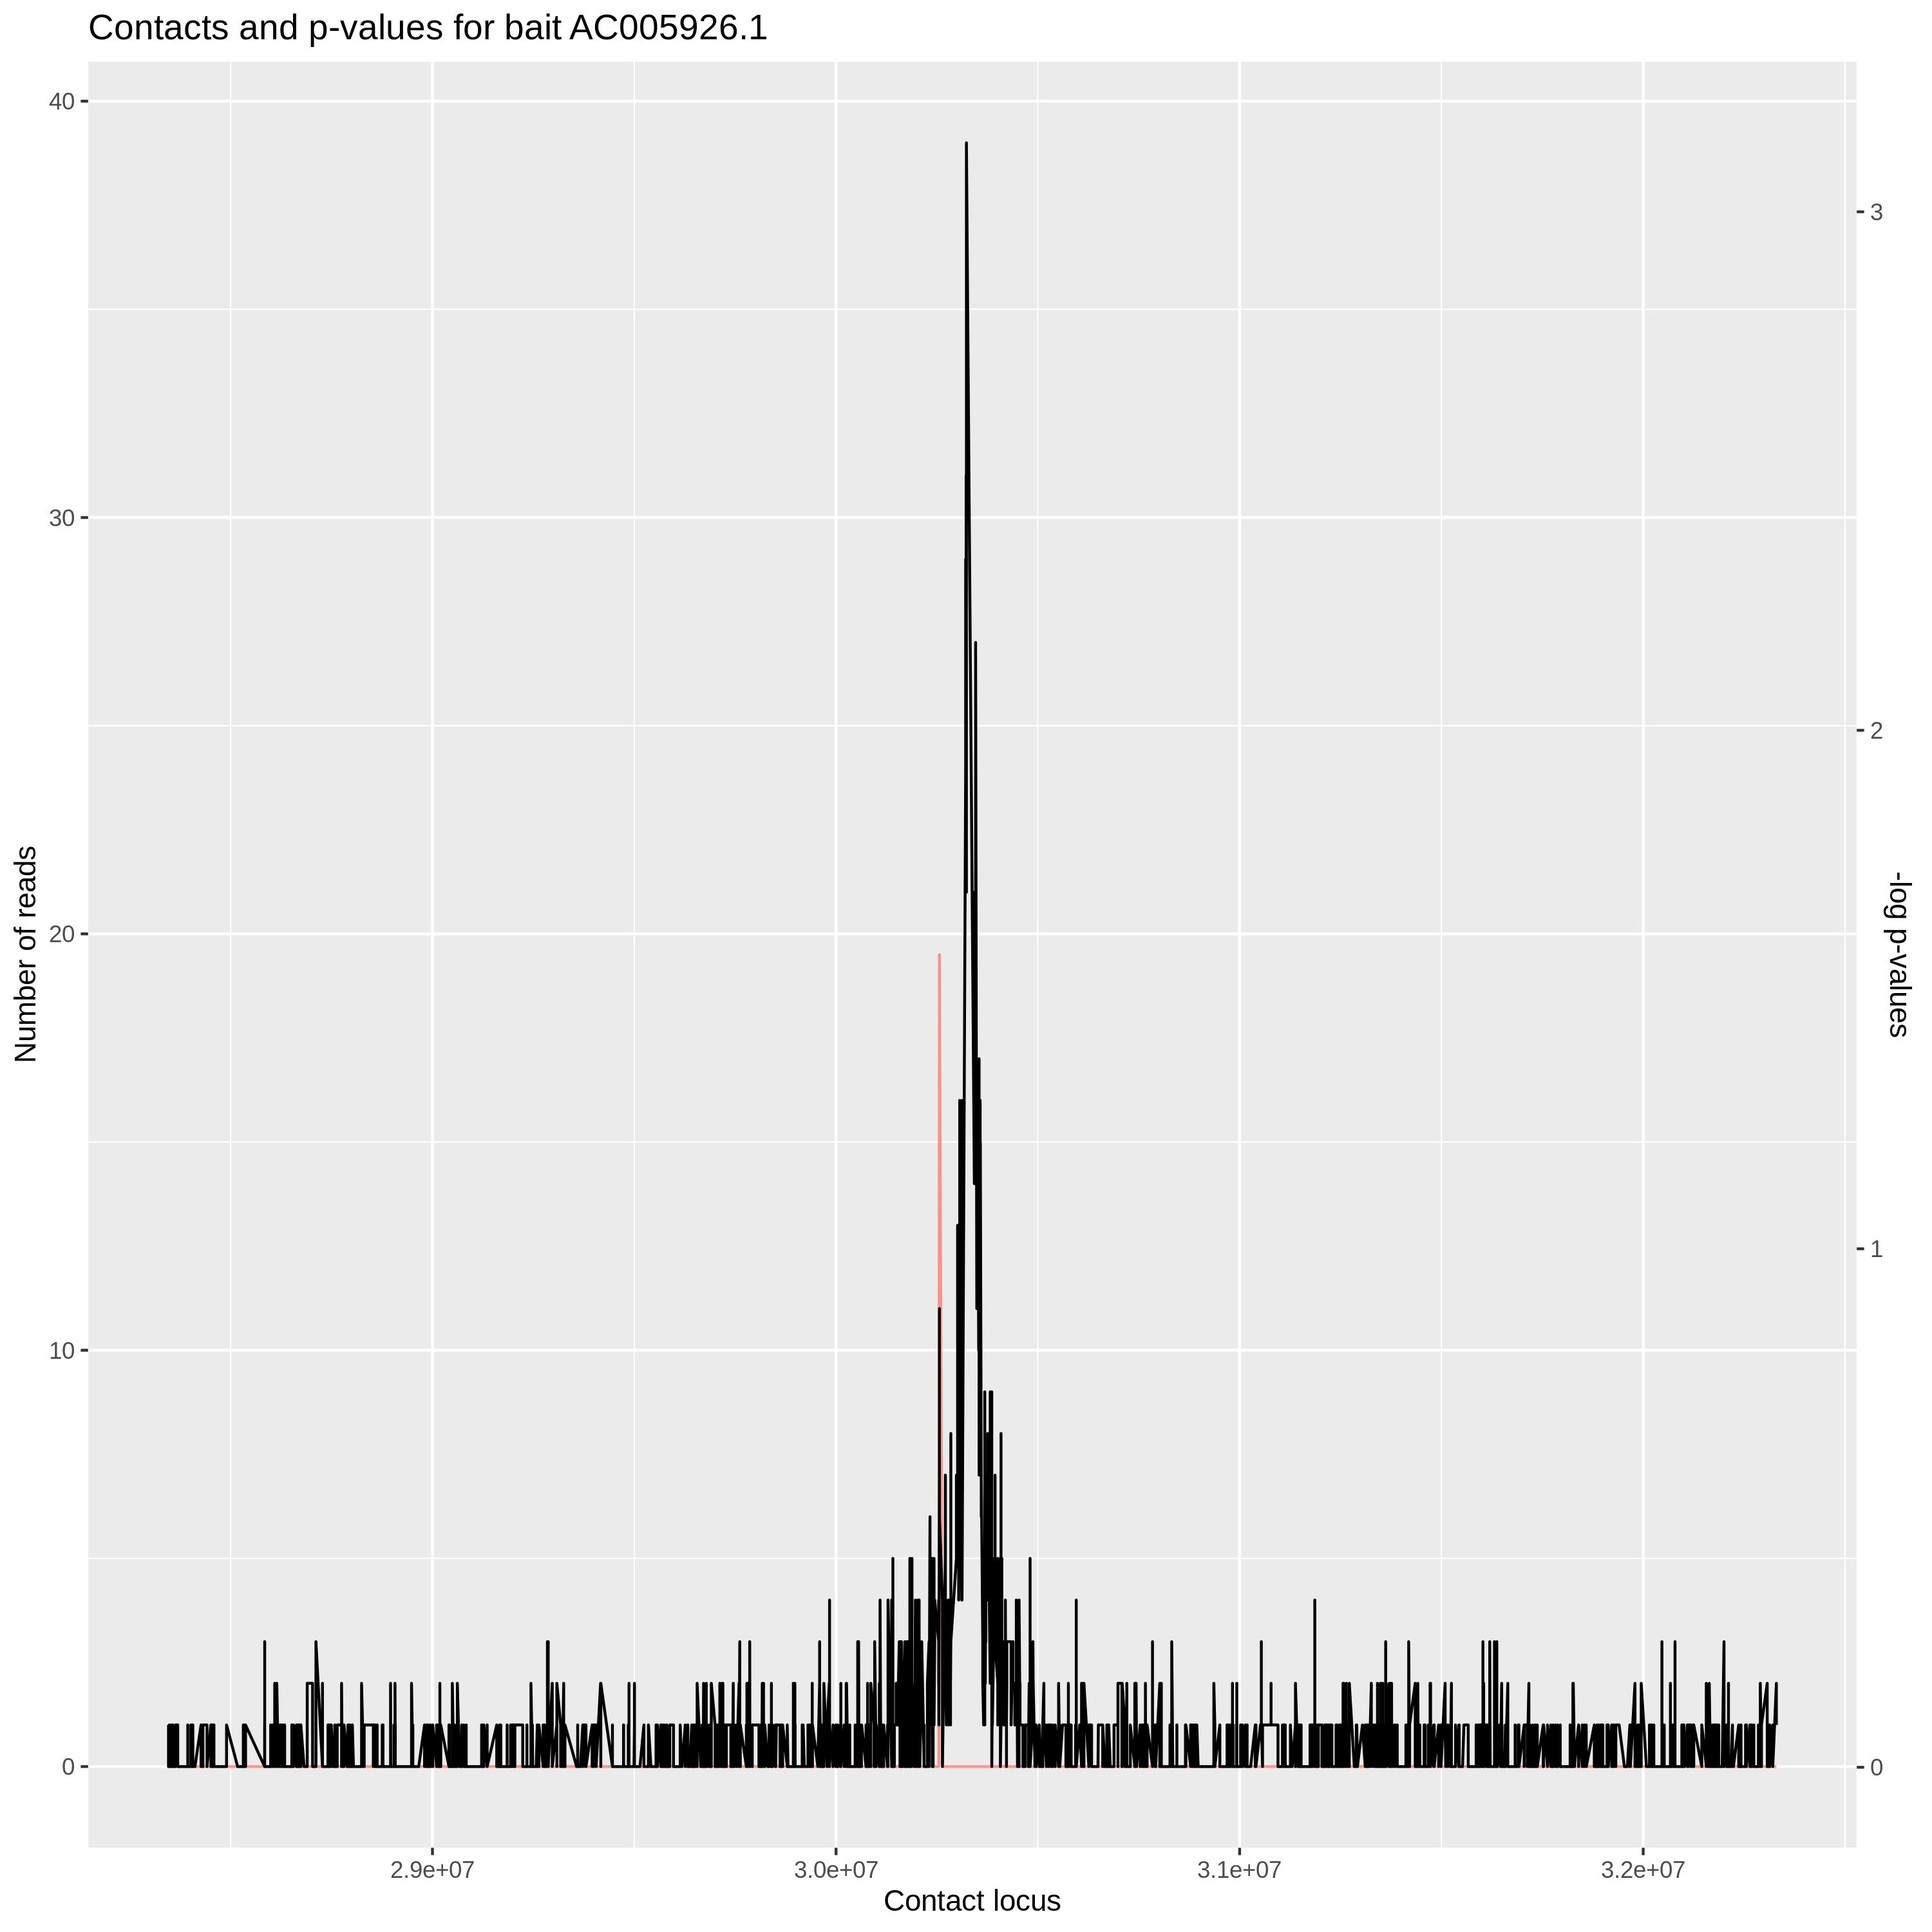 Contacts and p-values for bait AC005926.1
40
30
20
10
0
Number of reads
3
2
1
0
-log p-values
2.9e+07 3.0e+07 3.1e+07 3.2e+07
Contact locus